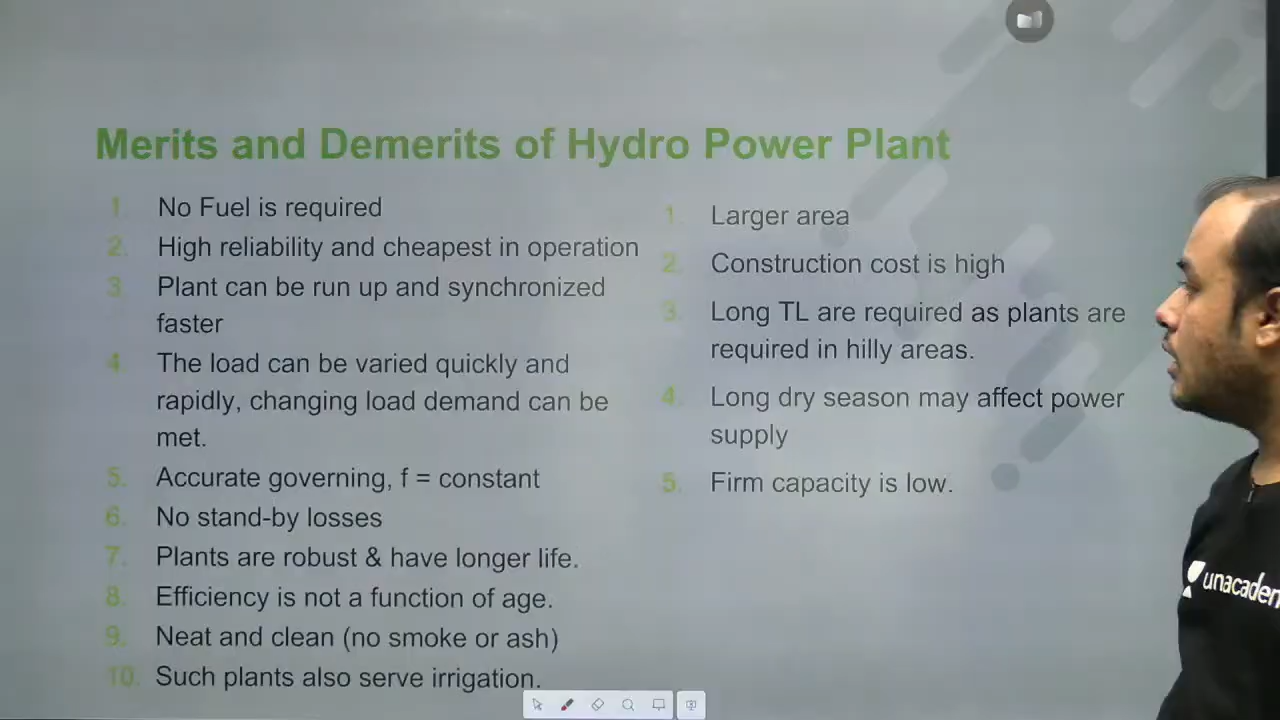 Merits and Demerits of Hydro Power Plant
1. No Fuel is required
2. High reliability and cheapest in operation
3. Plant can be run up and synchronized
faster
4. The load can be varied quickly and
rapidly, changing load demand can be
met.
5. Accurate governing, f = constant
6. No stand-by losses
7. Plants are robust & have longer life.
8. Efficiency is not a function of age.
9. Neat and clean (no smoke or ash)
10. Such plants also serve irrigation.
1. Larger area
2. Construction cost is high
3. Long TL are required as plants are
required in hilly areas.
4. Long dry season may affect power
supply
5. Firm capacity is low.
unacadem